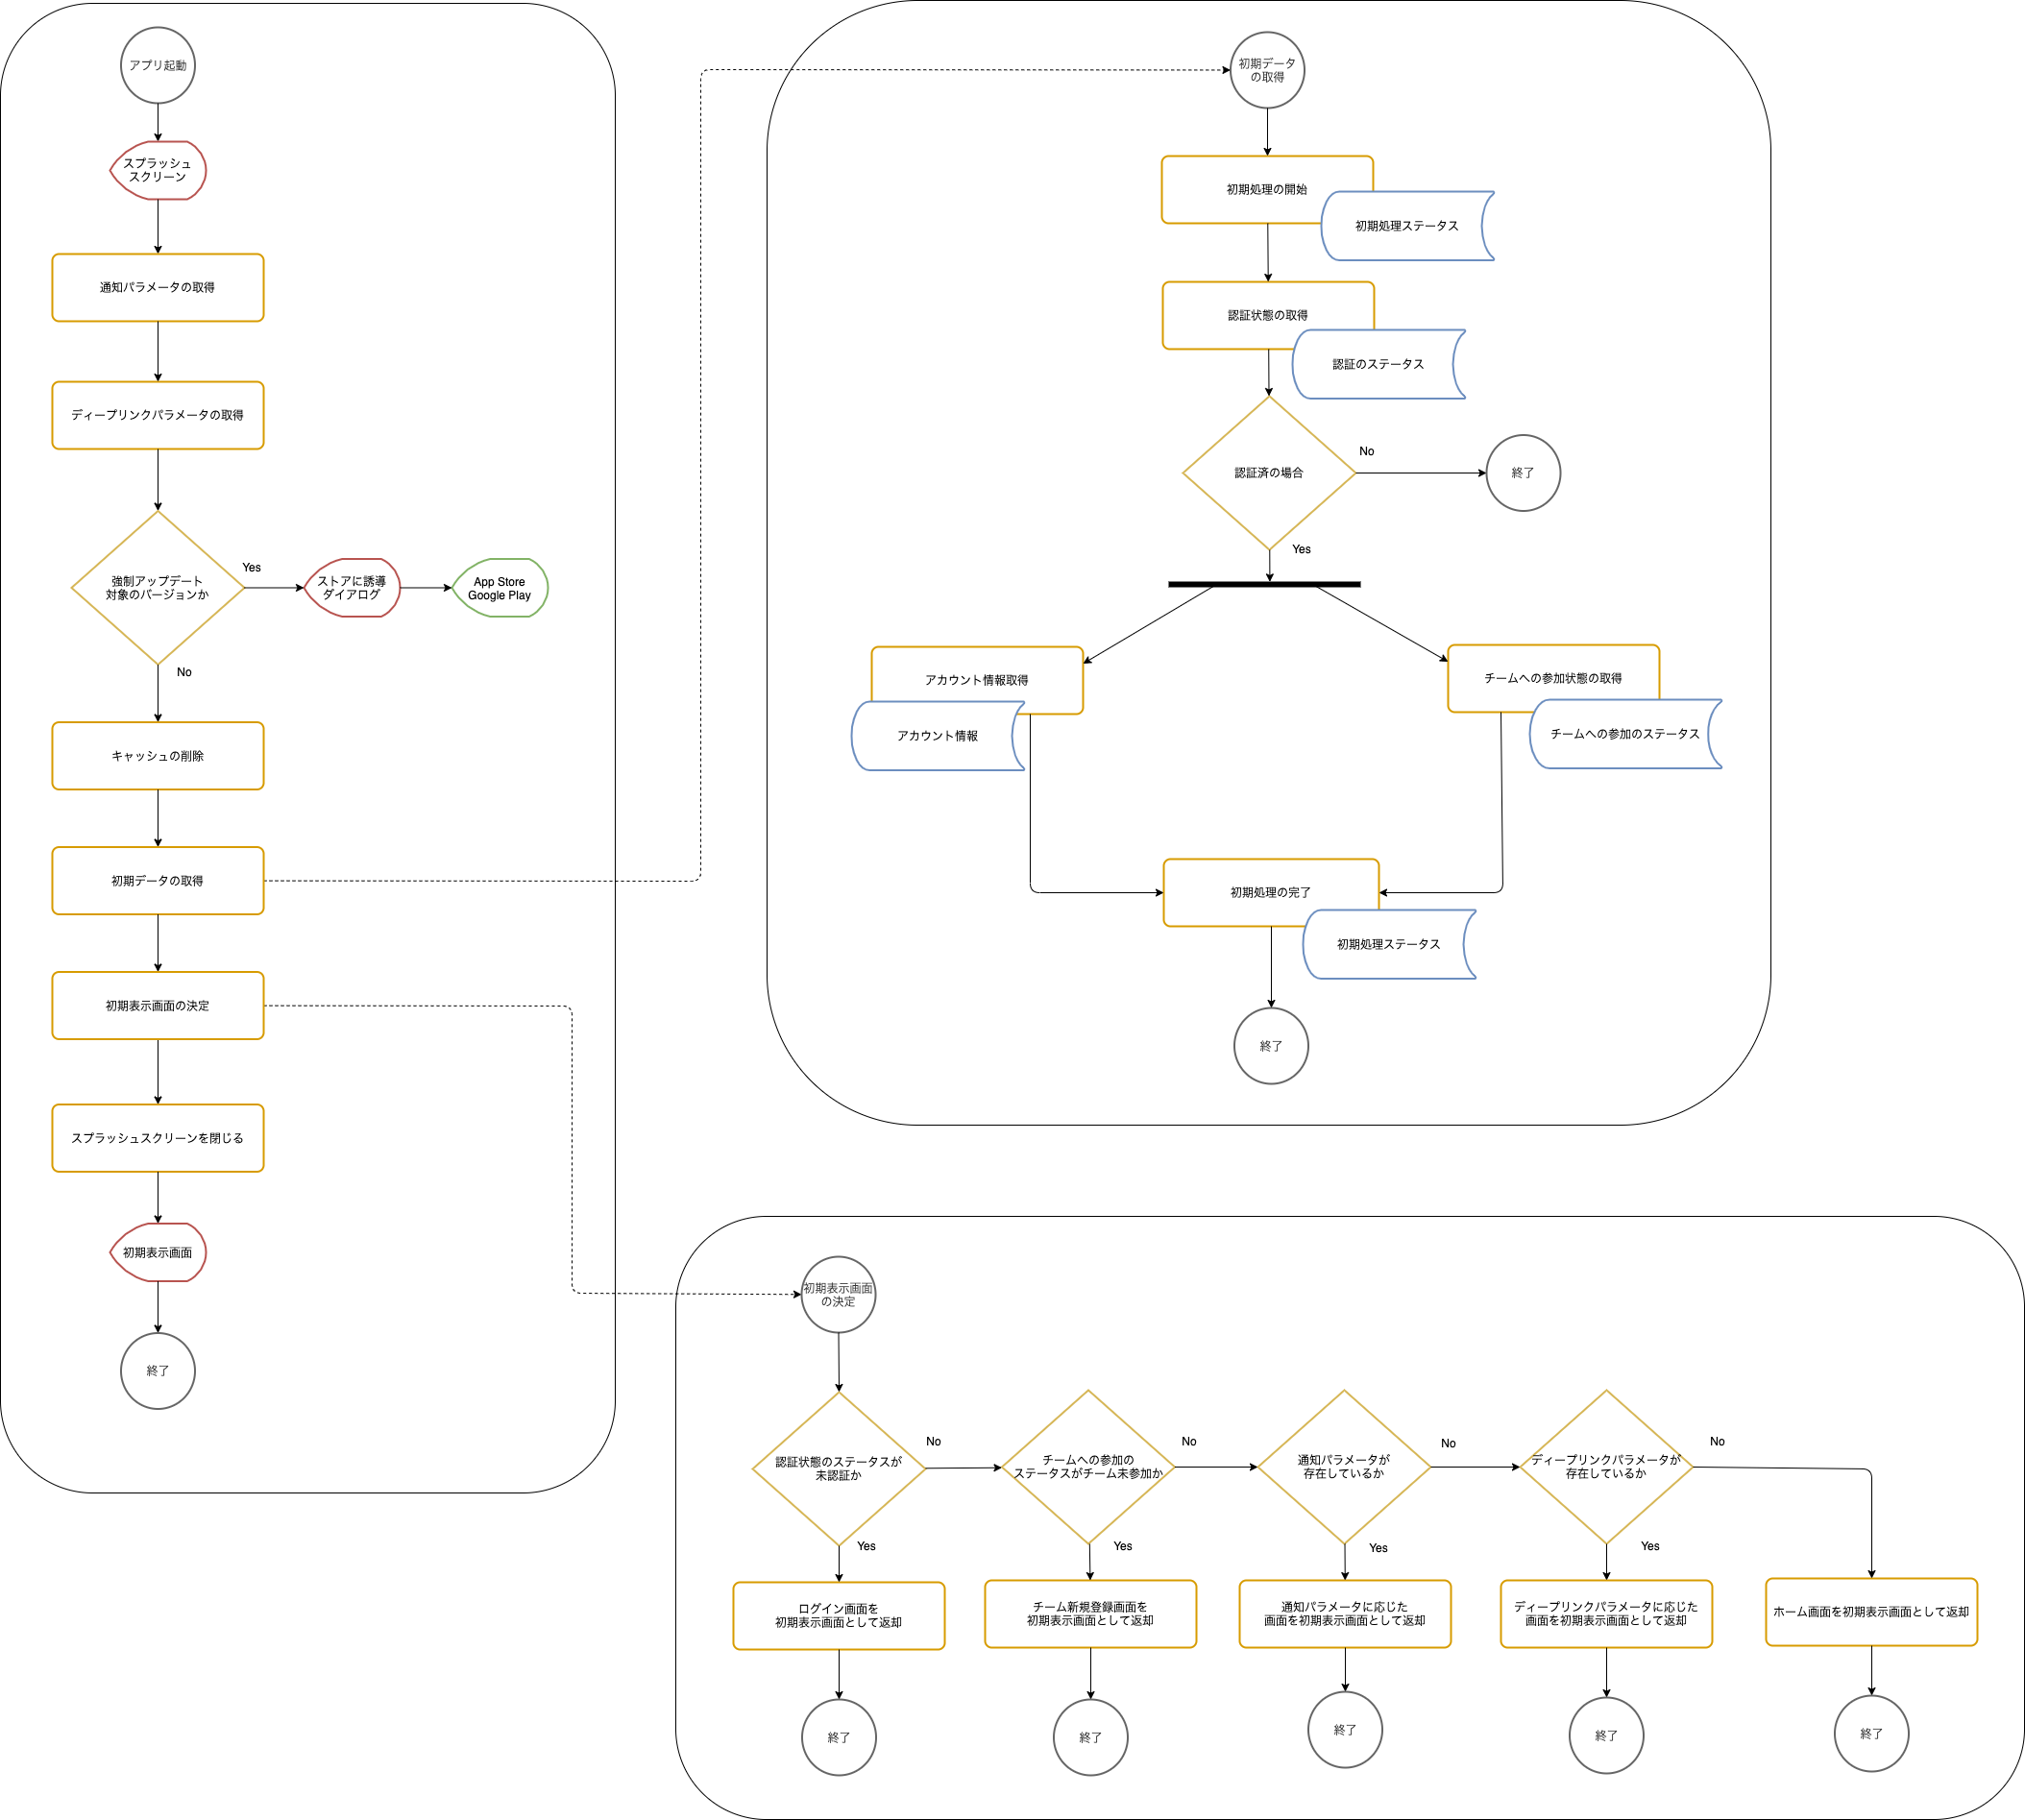 アプリ起動
スプラッシュ
スクリーン
通知パラメータの取得
ディープリンクパラメータの取得
強制アップデート
対象のバージョンか
Yes
ストアに誘導
ダイアログ
App Store
Google Play
No
キャッシュの削除
初期データの取得
初期表示画面の決定
スプラッシュスクリーンを閉じる
初期表示画面
終了
初期データ
の取得
初期処理の開始
初期処理ステータス
認証状態の取得
認証のステータス
認証済の場合
No
終了
Yes
アカウント情報取得
アカウント情報
チームへの参加状態の取得
チームへの参加のステータス
初期処理の完了
初期処理ステータス
終了
初期表示画面
の決定
認証状態のステータスが
未認証か
No
チームへの参加の
ステータスがチーム未参加か
No
通知パラメータが
存在しているか
No
ディープリンクパラメータが
存在しているか
No
Yes
Yes
Yes
Yes
ログイン画面を
初期表示画面として返却
チーム新規登録画面を
初期表示画面として返却
通知パラメータに応じた
画面を初期表示画面として返却
ディープリンクパラメータに応じた
画面を初期表示画面として返却
ホーム画面を初期表示画面として返却
終了
終了
終了
終了
終了